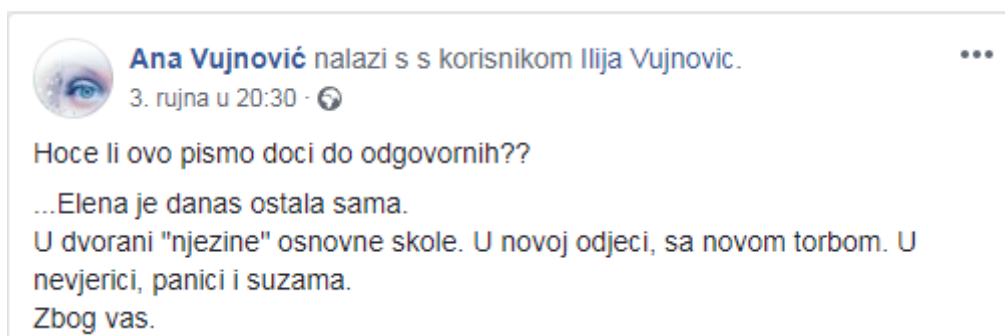 Ana Vujnović nalazi s s korisnikom Ilija Vujnovic.
3. rujna u 20:30 ·
Hoce li ovo pismo doci do odgovornih??
...Elena je danas ostala sama.
U dvorani "njezine" osnovne skole. U novoj odjeci, sa novom torbom. U
nevjerici, panici i suzama.
Zbog vas.